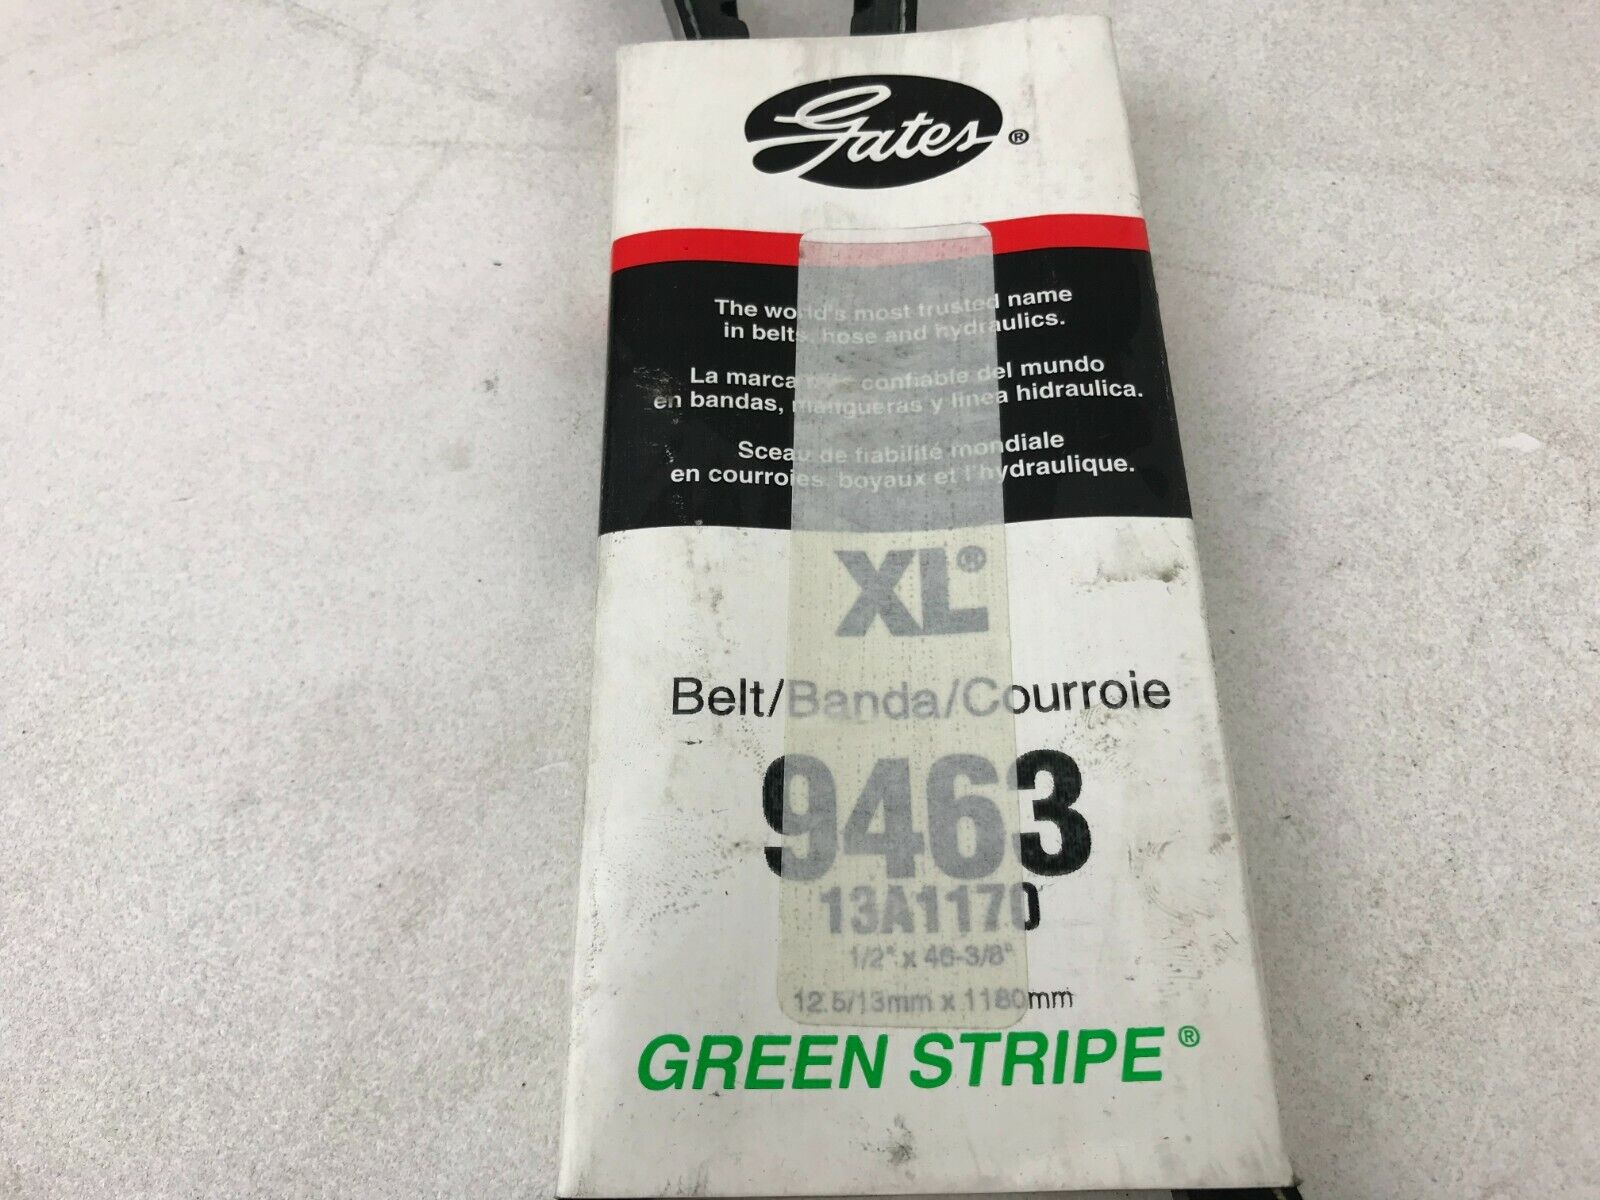 Gates®
The world's most trusted name
in belts, hose and hydraulics.
La marca más confiable del mundo
en bandas, mangueras y linea hidraulica.
Sceau de fiabilité mondiale
en courroies, boyaux et l'hydraulique.
XL®
Belt/Banda/Courroie
9463
13A1170
1/2" x 46-3/8"
12.5/13mm x 1180mm
GREEN STRIPE®